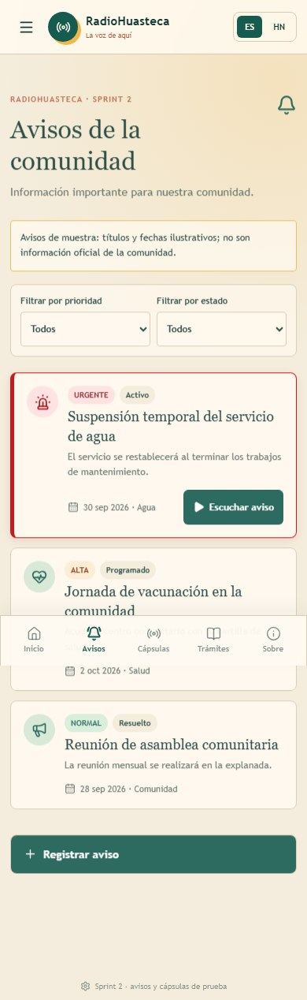 RadioHuasteca
La voz de aquí
ES
HN
RADIOHUASTECA • SPRINT 2
Avisos de la
comunidad
Información importante para nuestra comunidad.
Avisos de muestra: títulos y fechas ilustrativos; no son
información oficial de la comunidad.
Filtrar por prioridad
Filtrar por estado
Todos
Todos
URGENTE
Activo
Suspensión temporal del servicio
de agua
El servicio se restablecerá al terminar los trabajos
de mantenimiento.
30 sep 2026 • Agua
Escuchar aviso
ALTA
Programado
Jornada de vacunación en la
comunidad
Inicio
Avisos
Cápsulas
Trámites
Sobre
2 oct 2026 • Salud
NORMAL
Resuelto
Reunión de asamblea comunitaria
La reunión mensual se realizará en la explanada.
28 sep 2026 • Comunidad
Registrar aviso
Sprint 2 · avisos y cápsulas de prueba